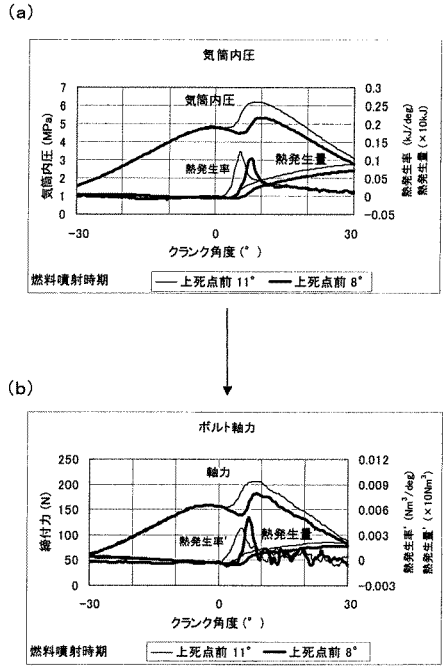 (a)
気筒内圧
7
6
5
4
3
2
1
0
気筒内圧 (MPa)
0.3
0.25
0.2
0.15
0.1
0.05
0
-0.05
熱発生率 (kJ/deg)
熱発生量 (×10kJ)
気筒内圧
熱発生率
熱発生量
-30
0
30
クランク角度(°)
燃料噴射時期
上死点前 11°
上死点前 8°
(b)
ボルト軸力
250
200
150
100
50
0
締付力 (N)
0.012
0.009
0.006
0.003
0
-0.003
熱発生率' (Nm³/deg)
熱発生量' (×10Nm³)
軸力
熱発生率'
熱発生量'
-30
0
30
クランク角度(°)
燃料噴射時期
上死点前 11°
上死点前 8°